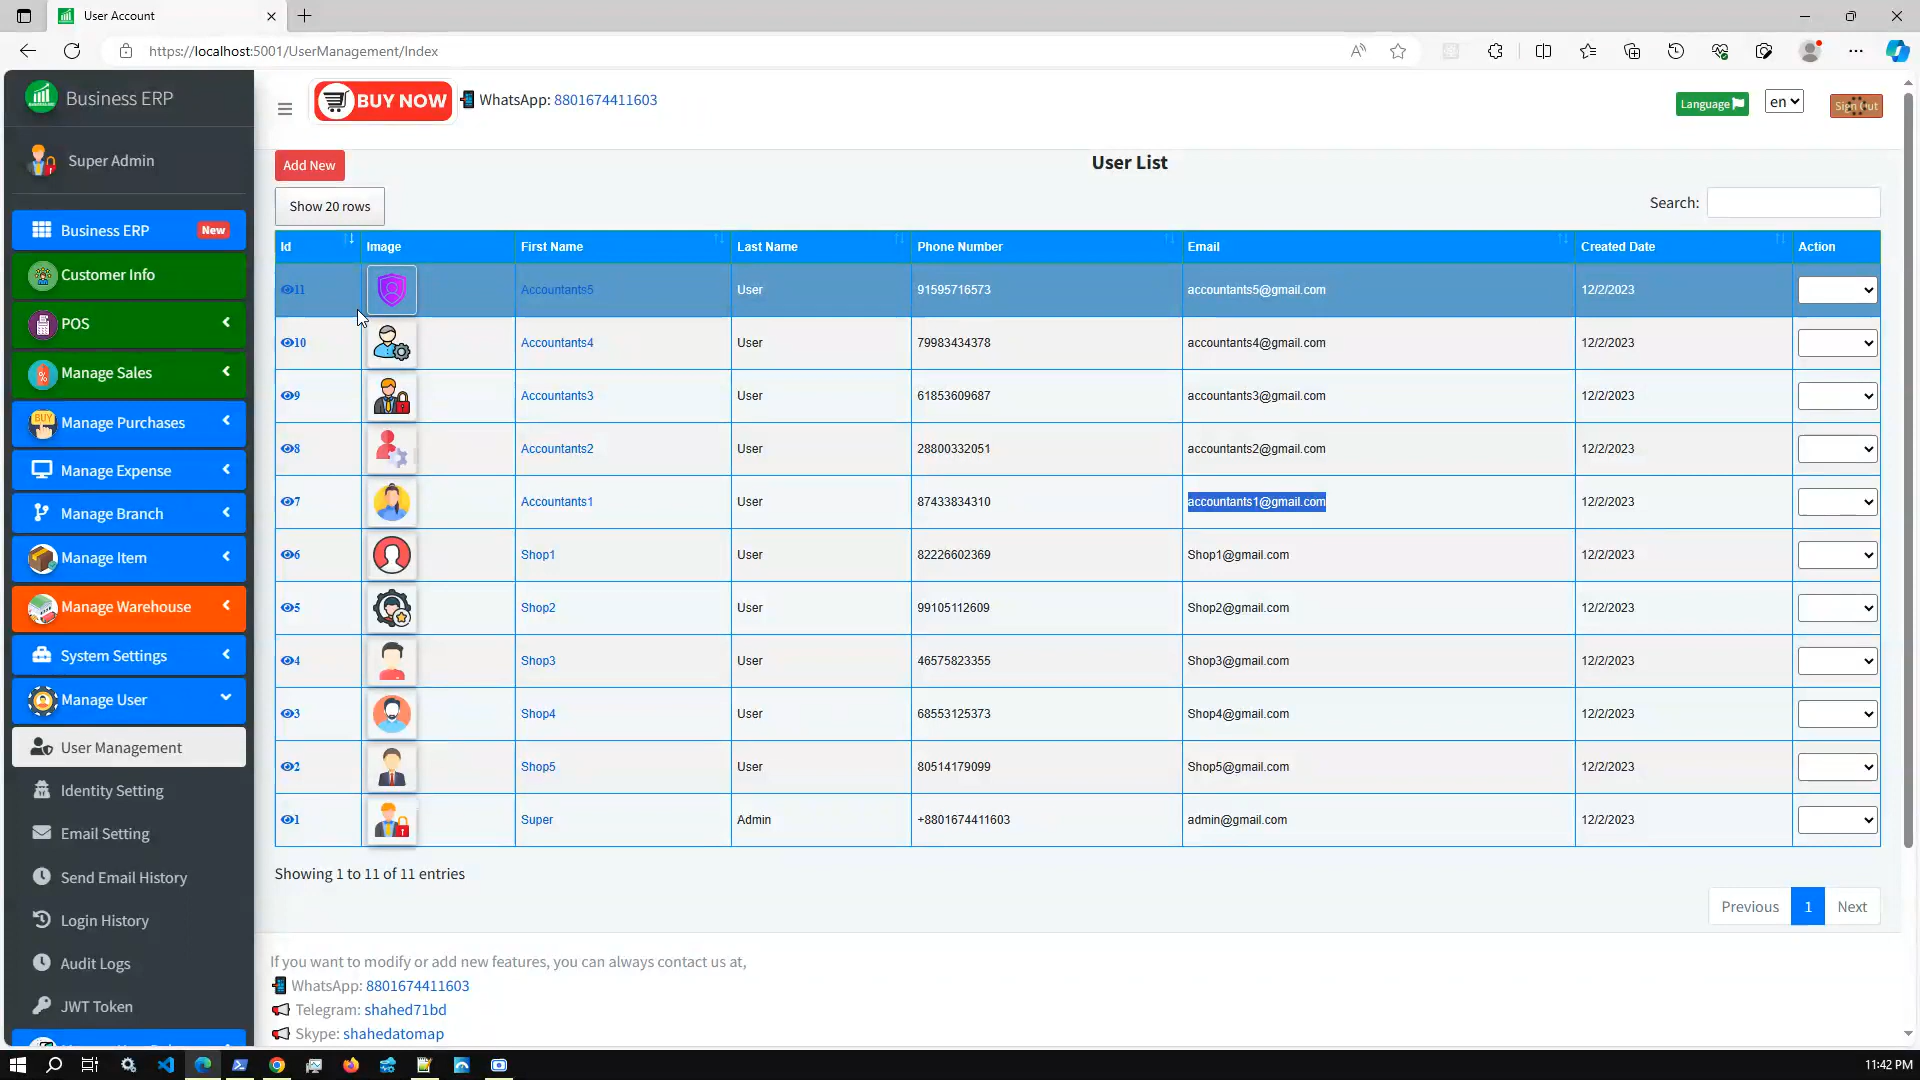 User Account
https://localhost:5001/UserManagement/Index
Business ERP
BUY NOW
WhatsApp: 8801674411603
Language
en
Sign Out
Super Admin
Add New
User List
Show 20 rows
Search:
Business ERP New
Customer Info
POS
Manage Sales
Manage Purchases
BUY
Manage Expense
Manage Branch
Manage Item
Manage Warehouse
System Settings
Manage User
User Management
Identity Setting
Email Setting
Send Email History
Login History
Audit Logs
JWT Token
Id Image First Name Last Name Phone Number Email Created Date Action
11 Accountants5 User 91595716573 accountants5@gmail.com 12/2/2023
10 Accountants4 User 79983434378 accountants4@gmail.com 12/2/2023
9 Accountants3 User 61853609687 accountants3@gmail.com 12/2/2023
8 Accountants2 User 28800332051 accountants2@gmail.com 12/2/2023
7 Accountants1 User 87433834310 accountants1@gmail.com 12/2/2023
6 Shop1 User 82226602369 Shop1@gmail.com 12/2/2023
5 Shop2 User 99105112609 Shop2@gmail.com 12/2/2023
4 Shop3 User 46575823355 Shop3@gmail.com 12/2/2023
3 Shop4 User 68553125373 Shop4@gmail.com 12/2/2023
2 Shop5 User 80514179099 Shop5@gmail.com 12/2/2023
1 Super Admin +8801674411603 admin@gmail.com 12/2/2023
Showing 1 to 11 of 11 entries
Previous 1 Next
If you want to modify or add new features, you can always contact us at,
WhatsApp: 8801674411603
Telegram: shahed71bd
Skype: shahedatomap
11:42 PM